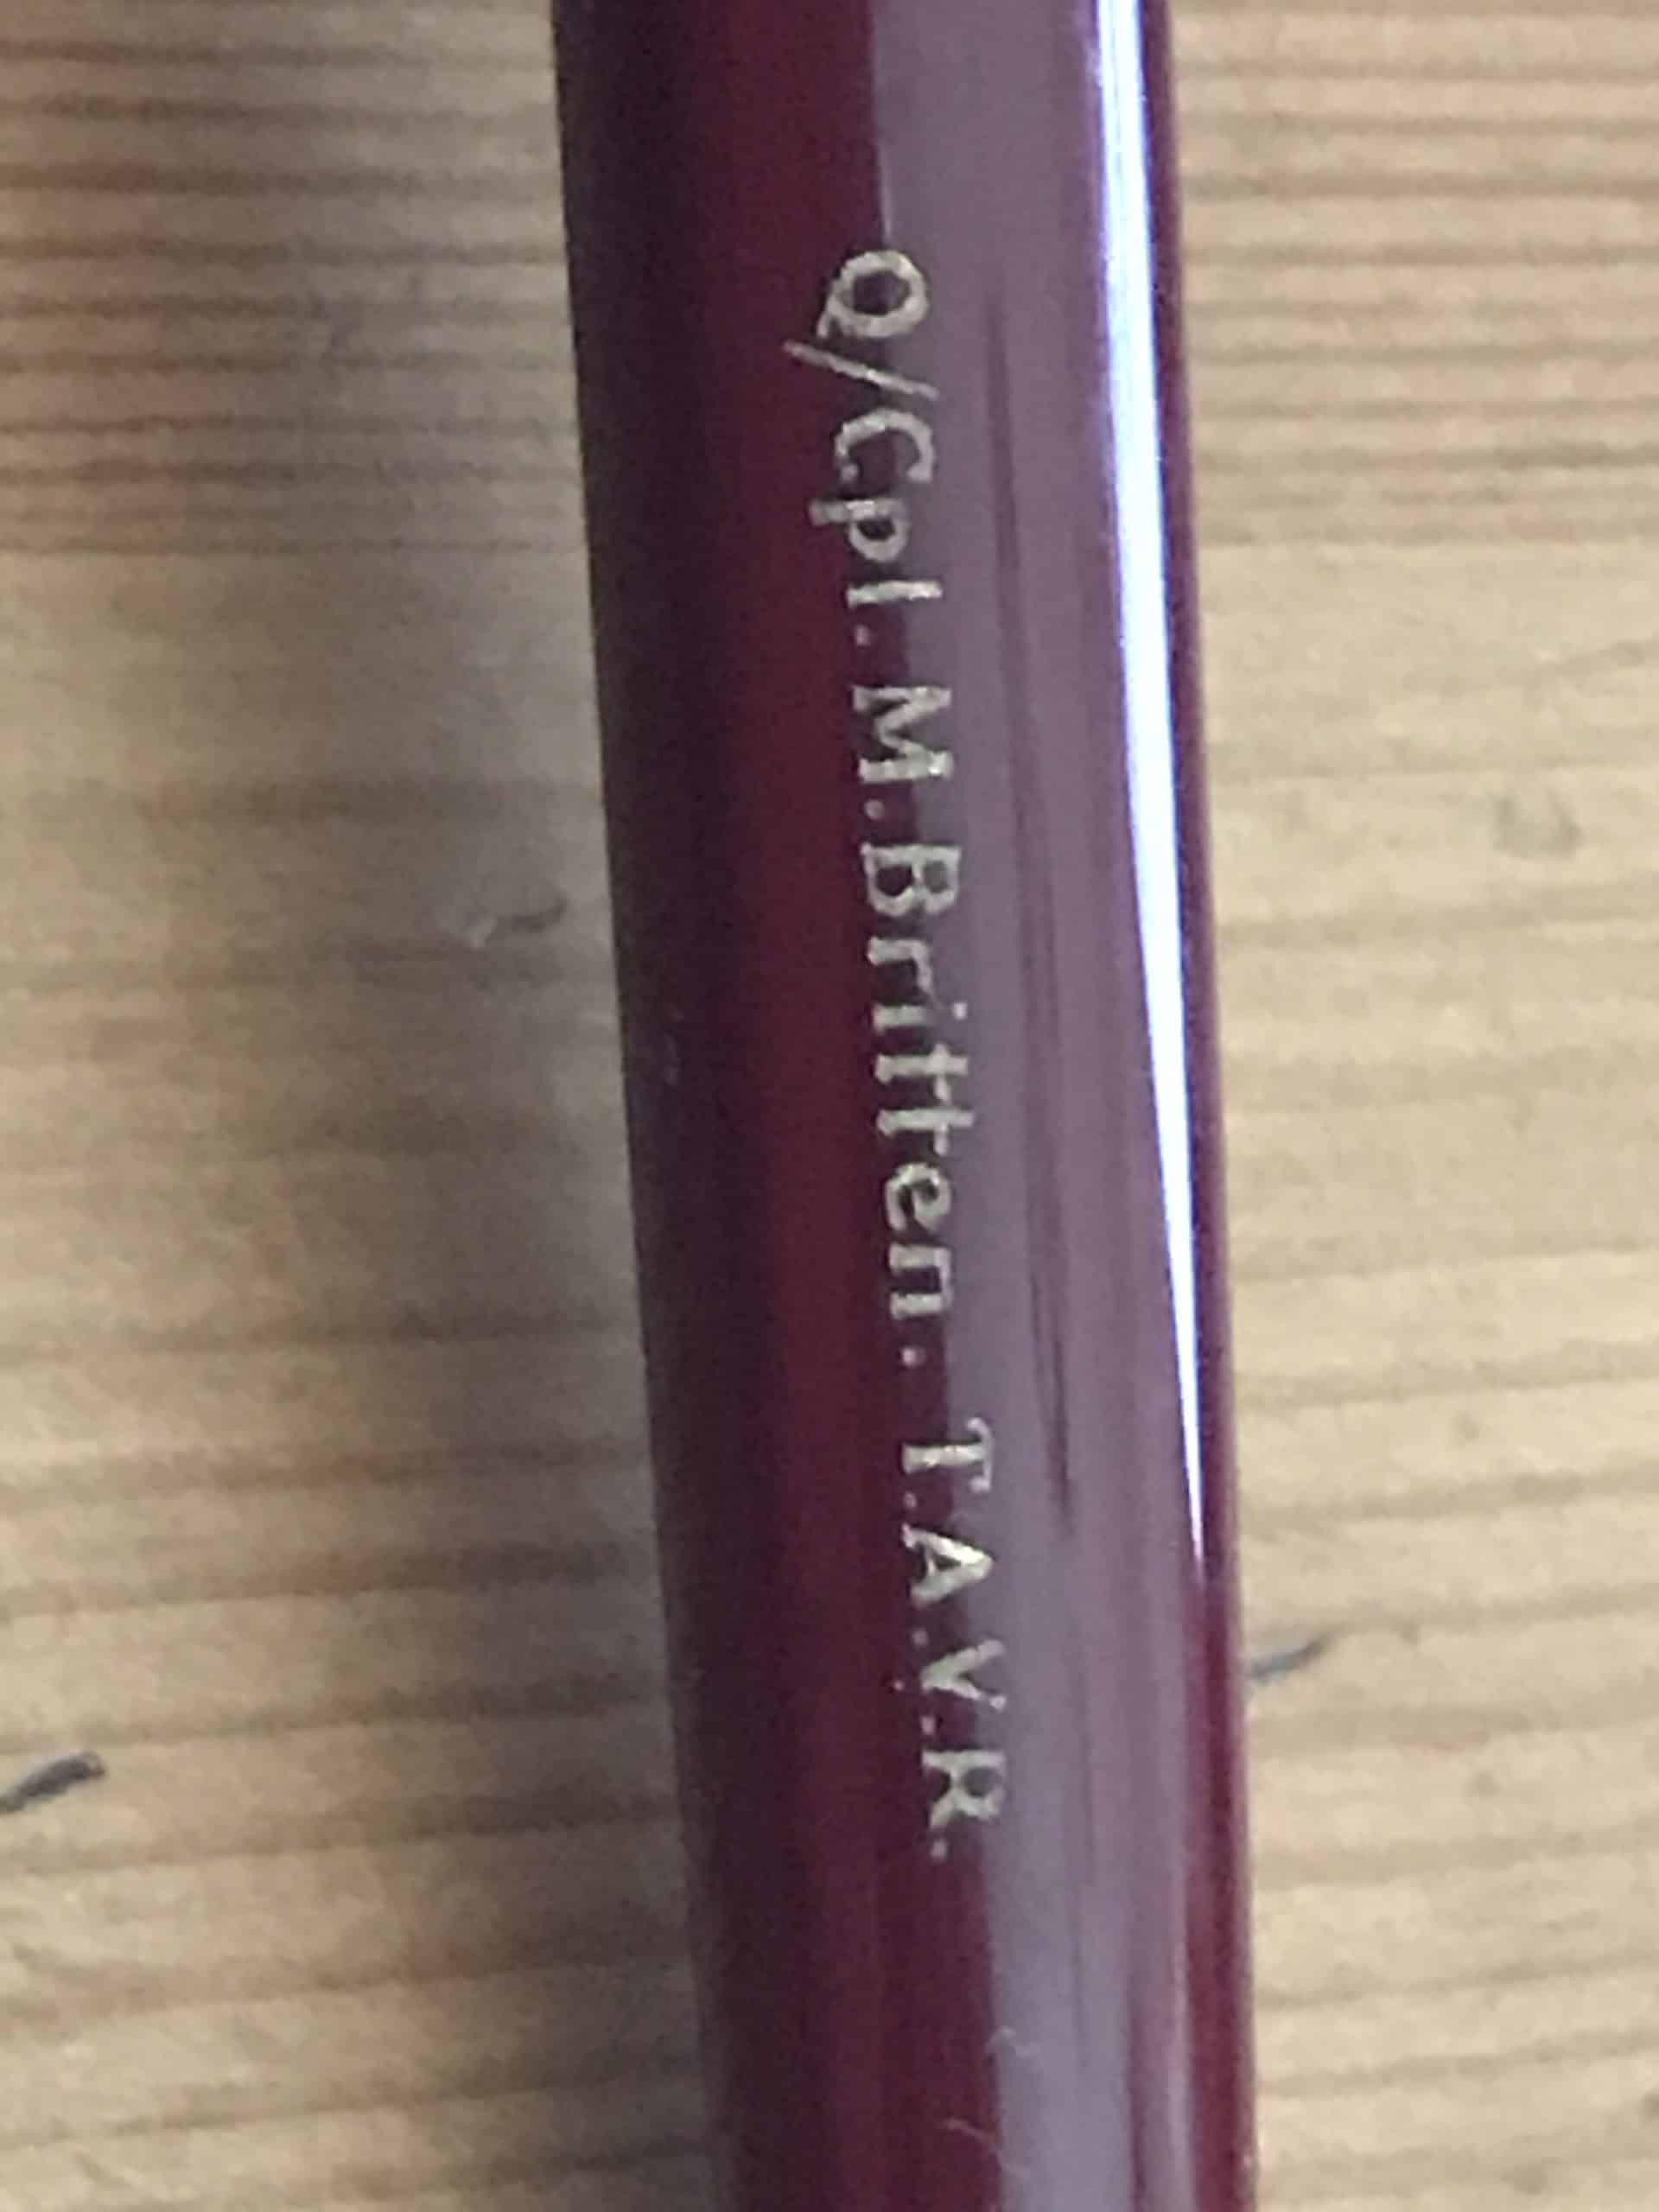 Q/Cpl. M.Britten. T.A.V.R.